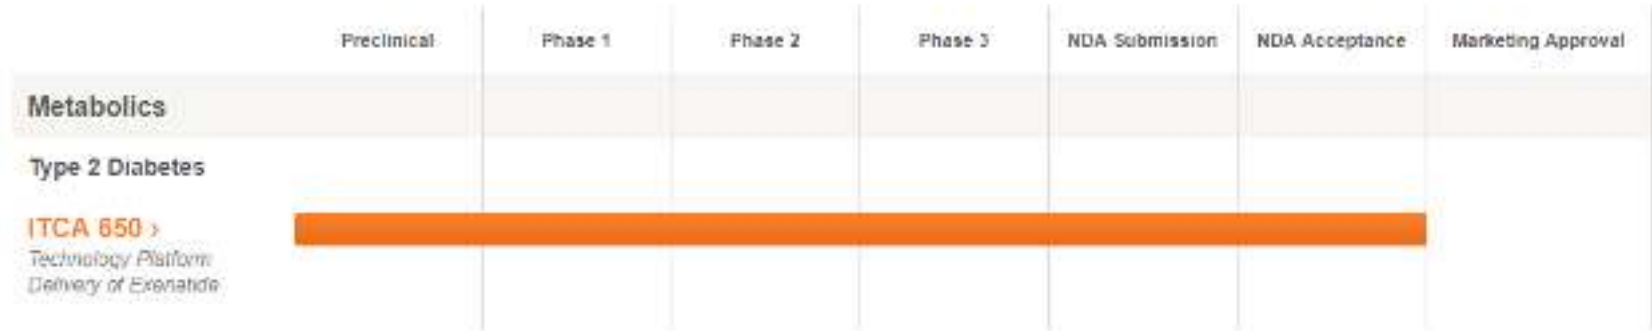 Preclinical Phase 1 Phase 2 Phase 3 NDA Submission NDA Acceptance Marketing Approval
Metabolics
Type 2 Diabetes
ITCA 650 ›
Technology Platform
Delivery of Exenatide